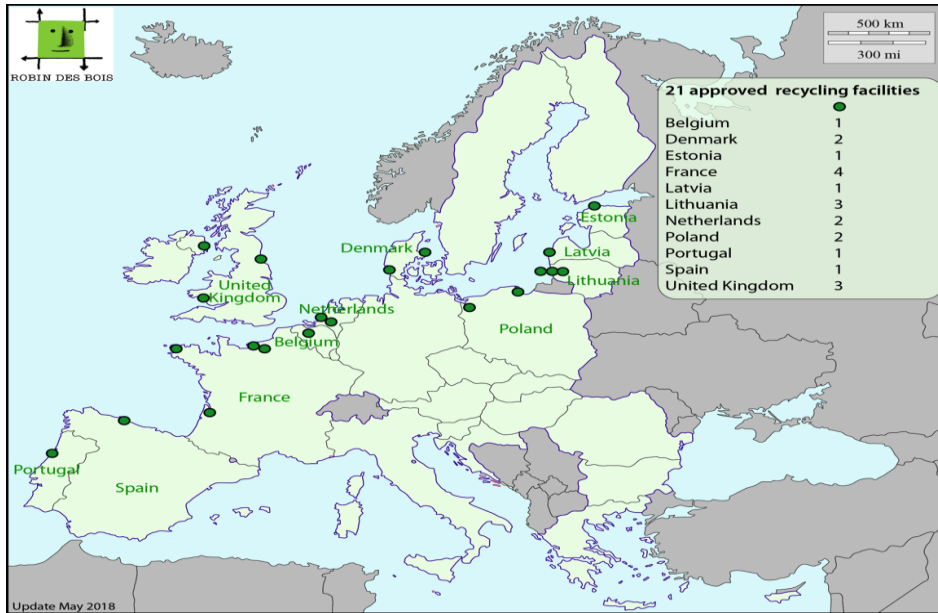 ROBIN DES BOIS
500 km
300 mi
21 approved recycling facilities
Belgium 1
Denmark 2
Estonia 1
France 4
Latvia 1
Lithuania 3
Netherlands 2
Poland 2
Portugal 1
Spain 1
United Kingdom 3
Estonia
Denmark
Latvia
Lithuania
United
Kingdom
Netherlands
Poland
Belgium
France
Portugal
Spain
Update May 2018